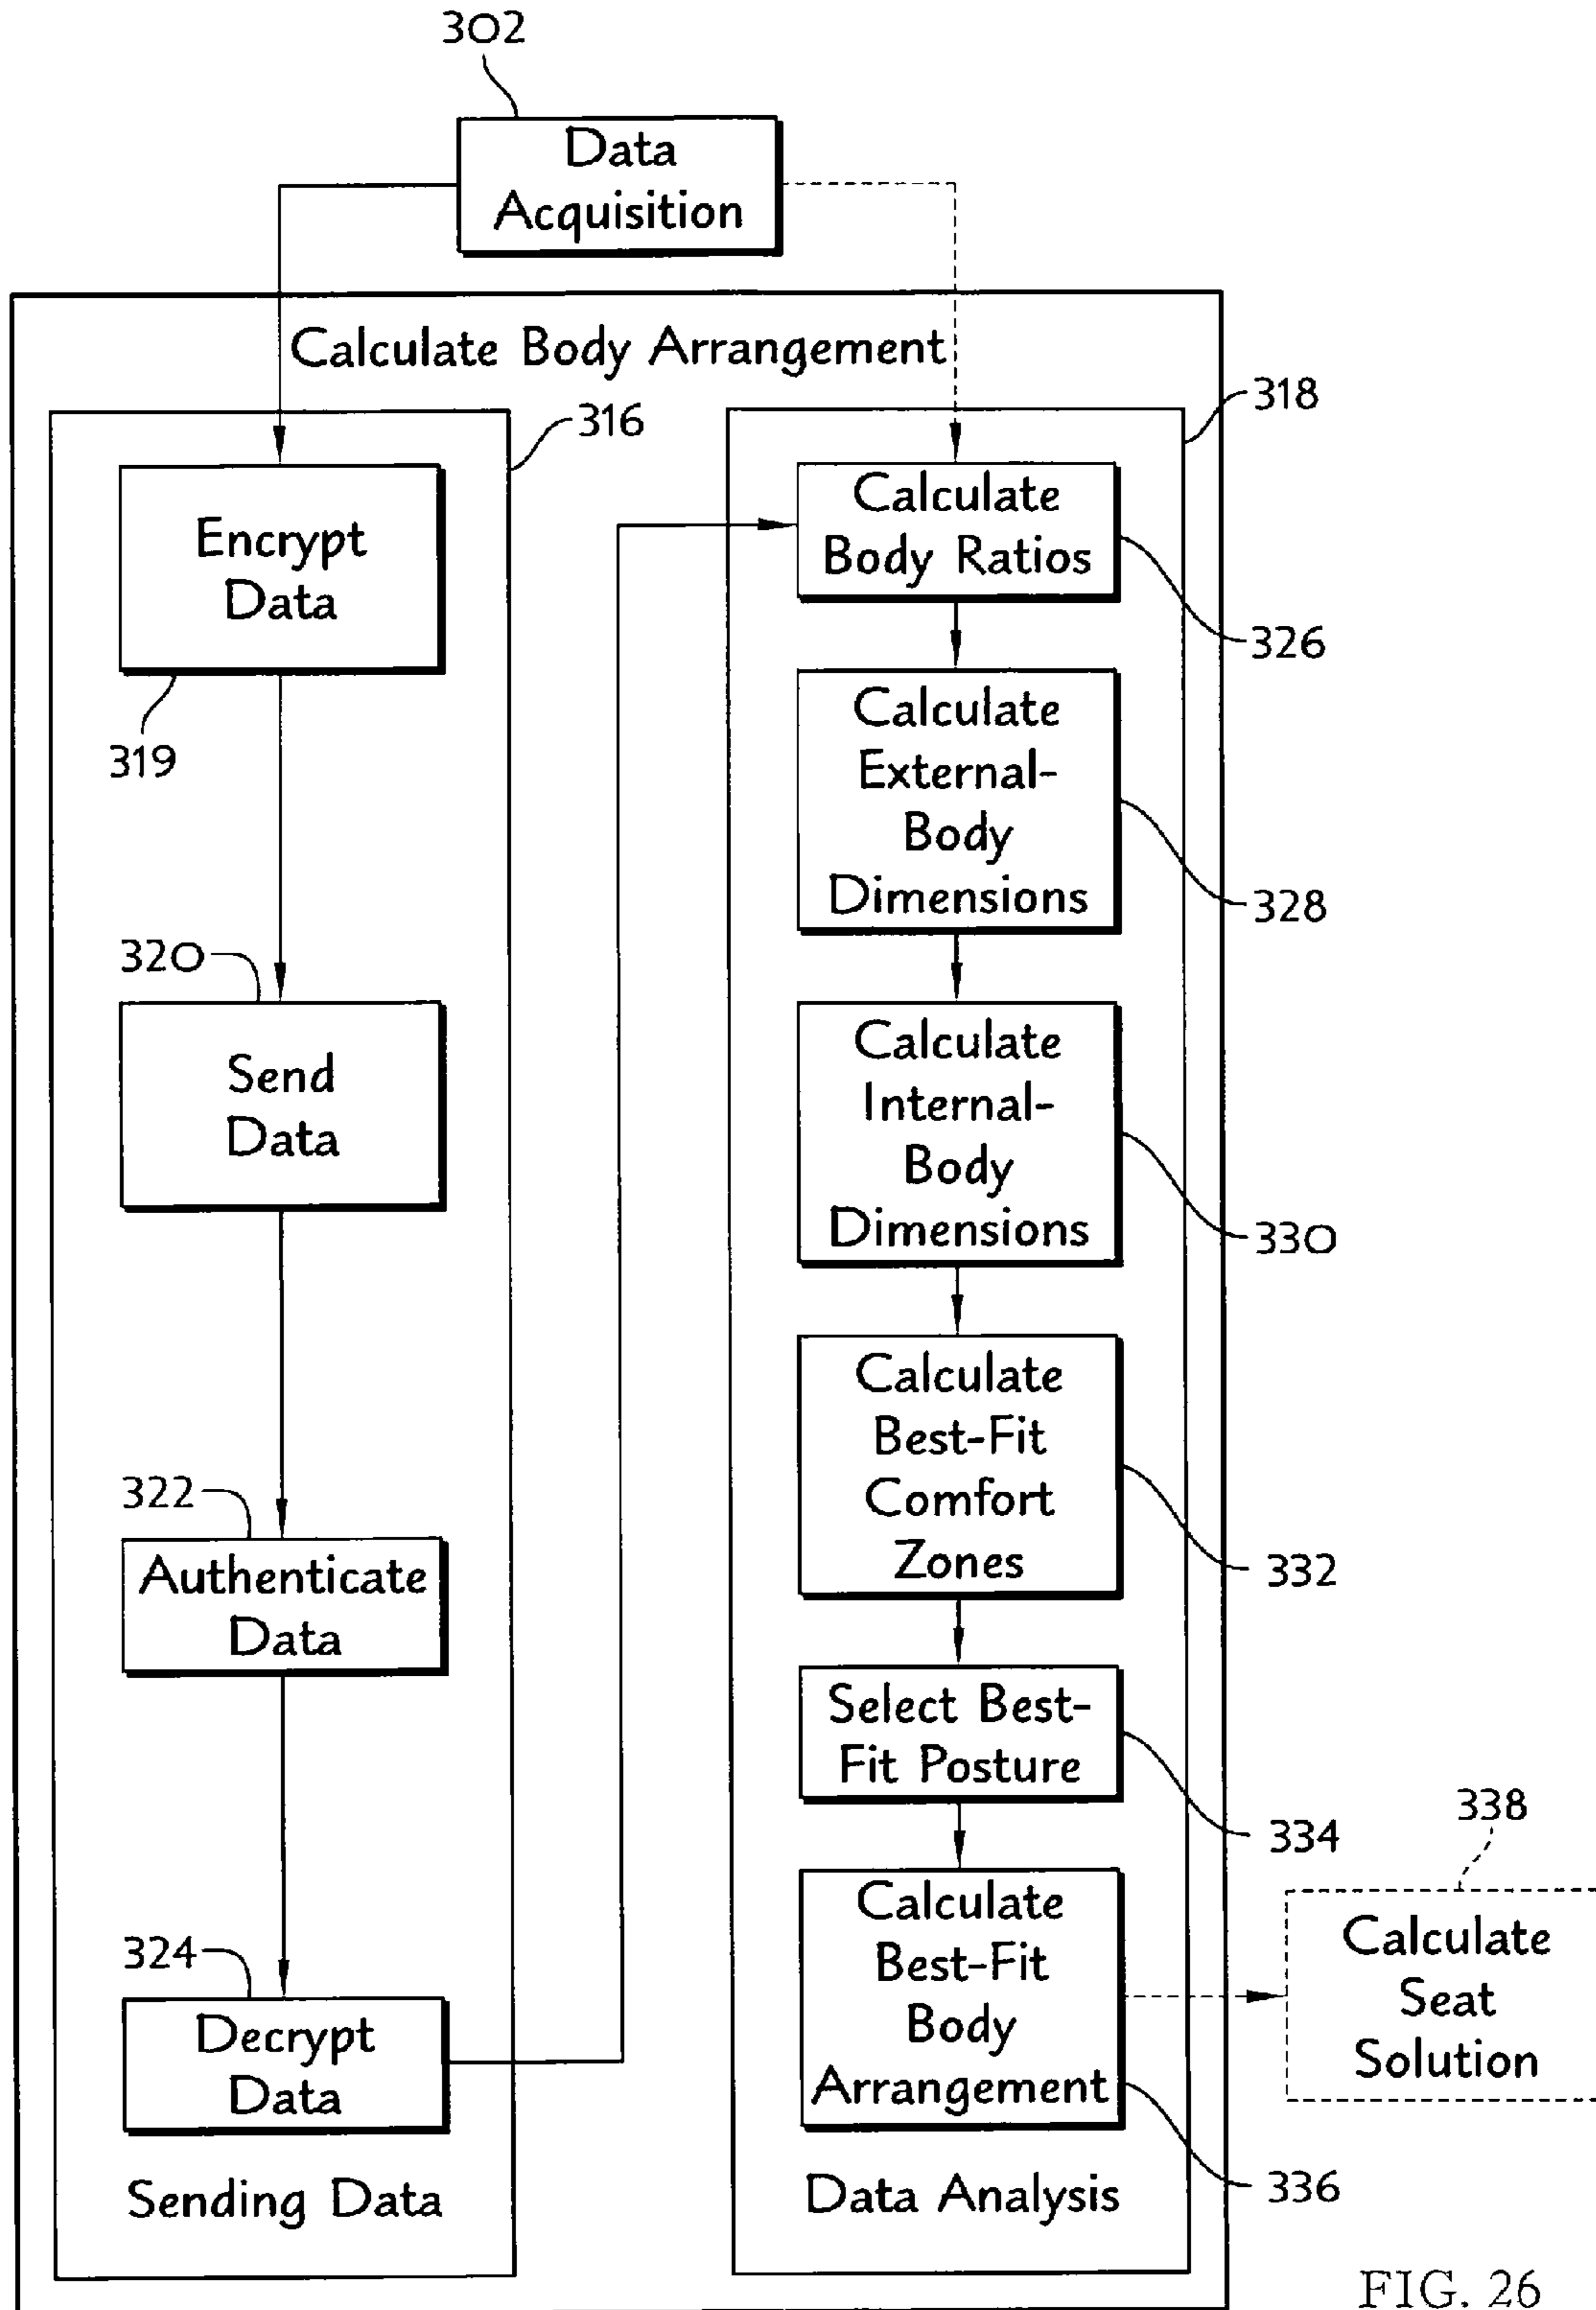 302
Data
Acquisition
Calculate Body Arrangement
316
Encrypt
Data
319
320
Send
Data
322
Authenticate
Data
324
Decrypt
Data
Sending Data
318
Calculate
Body Ratios
326
Calculate
External-
Body
Dimensions
328
Calculate
Internal-
Body
Dimensions
330
Calculate
Best-Fit
Comfort
Zones
332
Select Best-
Fit Posture
334
Calculate
Best-Fit
Body
Arrangement
336
Data Analysis
338
Calculate
Seat
Solution
FIG. 26